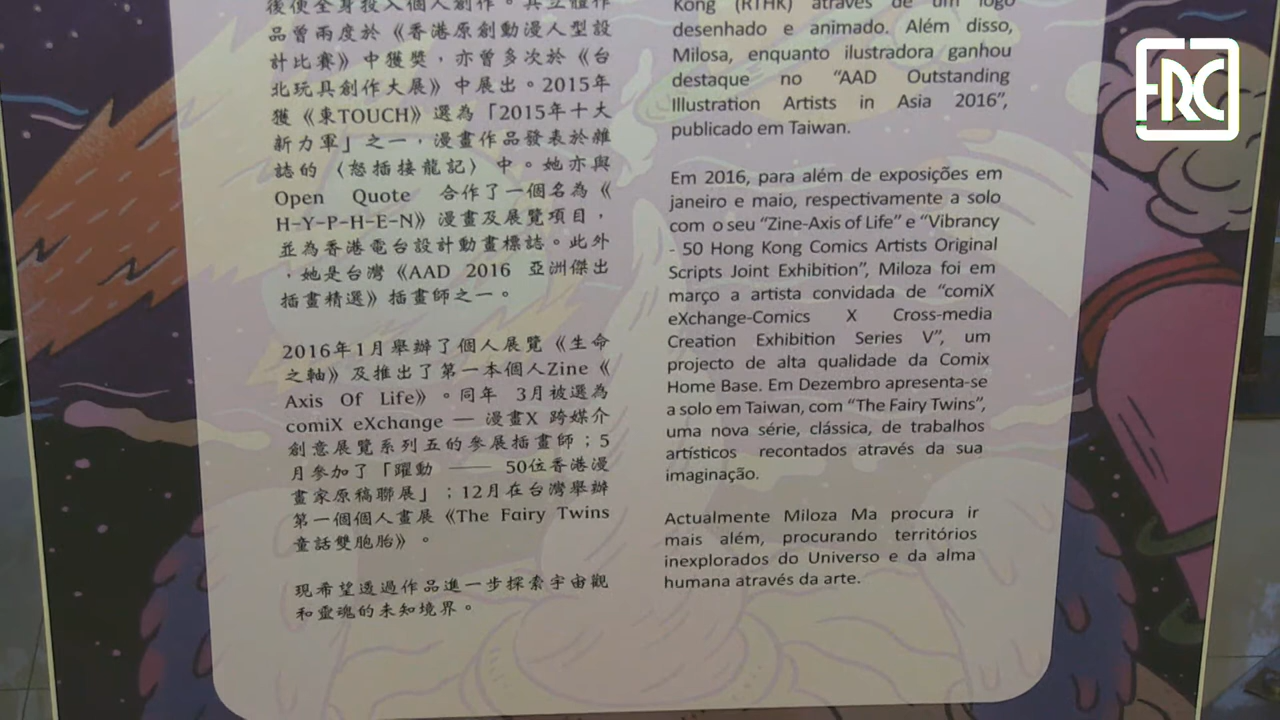 後便全身投入個人創作。其立體作
品曾兩度於《香港原創動漫人型設
計比賽》中獲獎，亦曾多次於《台
北玩具創作大展》中展出。2015年
獲《東TOUCH》選為「2015年十大
新力軍」之一，漫畫作品發表於雜
誌的〈怒插接龍記〉中。她亦與
Open Quote 合作了一個名為《
H-Y-P-H-E-N》漫畫及展覽項目，
並為香港電台設計動畫標誌。此外
，她是台灣《AAD 2016 亞洲傑出
插畫精選》插畫師之一。
2016年1月舉辦了個人展覽《生命
之軸》及推出了第一本個人Zine《
Axis Of Life》。同年 3月被選為
comiX eXchange — 漫畫X 跨媒介
創意展覽系列五的參展插畫師；5
月參加了「躍動 —— 50位香港漫
畫家原稿聯展」；12月在台灣舉辦
第一個個人畫展《The Fairy Twins
童話雙胞胎》。
現希望透過作品進一步探索宇宙觀
和靈魂的未知境界。
Kong (RTHK) através de um logo
desenhado e animado. Além disso,
Milosa, enquanto ilustradora ganhou
destaque no “AAD Outstanding
Illustration Artists in Asia 2016”,
publicado em Taiwan.
Em 2016, para além de exposições em
janeiro e maio, respectivamente a solo
com o seu “Zine-Axis of Life” e “Vibrancy
- 50 Hong Kong Comics Artists Original
Scripts Joint Exhibition”, Miloza foi em
março a artista convidada de “comiX
eXchange-Comics X Cross-media
Creation Exhibition Series V”, um
projecto de alta qualidade da Comix
Home Base. Em Dezembro apresenta-se
a solo em Taiwan, com “The Fairy Twins”,
uma nova série, clássica, de trabalhos
artísticos recontados através da sua
imaginação.
Actualmente Miloza Ma procura ir
mais além, procurando territórios
inexplorados do Universo e da alma
humana através da arte.
ERC